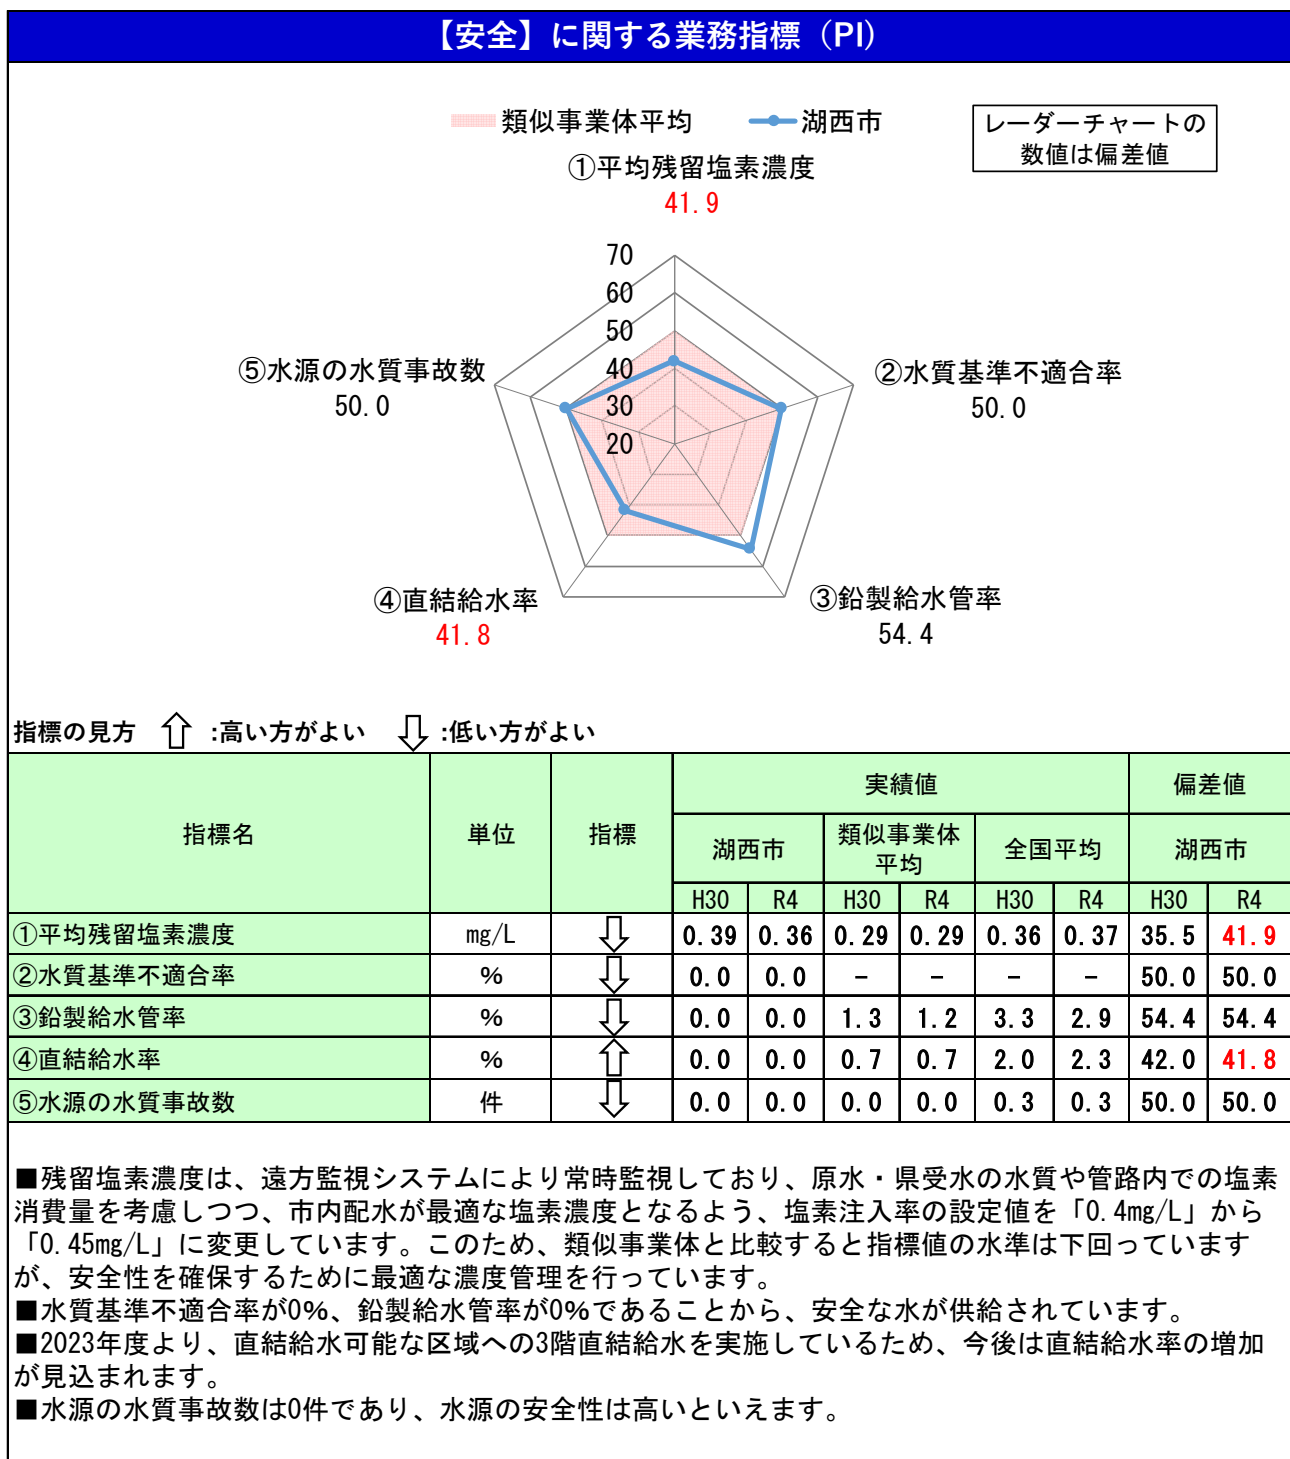 【安全】に関する業務指標（PI）
類似事業体平均 湖西市
レーダーチャートの
数値は偏差値
①平均残留塩素濃度
41.9
70
60
50
40
30
20
⑤水源の水質事故数
50.0
②水質基準不適合率
50.0
④直結給水率
41.8
③鉛製給水管率
54.4
指標の見方 ⇧ :高い方がよい ⇩ :低い方がよい
指標名 単位 指標 実績値 偏差値
湖西市 類似事業体 平均 全国平均 湖西市
H30 R4 H30 R4 H30 R4 H30 R4
①平均残留塩素濃度 mg/L ⇩ 0.39 0.36 0.29 0.29 0.36 0.37 35.5 41.9
②水質基準不適合率 % ⇩ 0.0 0.0 － － － － 50.0 50.0
③鉛製給水管率 % ⇩ 0.0 0.0 1.3 1.2 3.3 2.9 54.4 54.4
④直結給水率 % ⇧ 0.0 0.0 0.7 0.7 2.0 2.3 42.0 41.8
⑤水源の水質事故数 件 ⇩ 0.0 0.0 0.0 0.0 0.3 0.3 50.0 50.0
■残留塩素濃度は、遠方監視システムにより常時監視しており、原水・県受水の水質や管路内での塩素
消費量を考慮しつつ、市内配水が最適な塩素濃度となるよう、塩素注入率の設定値を「0.4mg/L」から
「0.45mg/L」に変更しています。このため、類似事業体と比較すると指標値の水準は下回っています
が、安全性を確保するために最適な濃度管理を行っています。
■水質基準不適合率が0%、鉛製給水管率が0%であることから、安全な水が供給されています。
■2023年度より、直結給水可能な区域への3階直結給水を実施しているため、今後は直結給水率の増加
が見込まれます。
■水源の水質事故数は0件であり、水源の安全性は高いといえます。